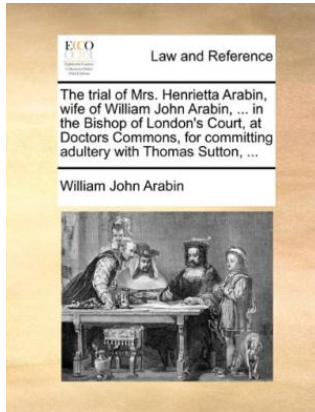 ECCO
Law and Reference
The trial of Mrs. Henrietta Arabin,
wife of William John Arabin, ... in
the Bishop of London's Court, at
Doctors Commons, for committing
adultery with Thomas Sutton, ...
William John Arabin